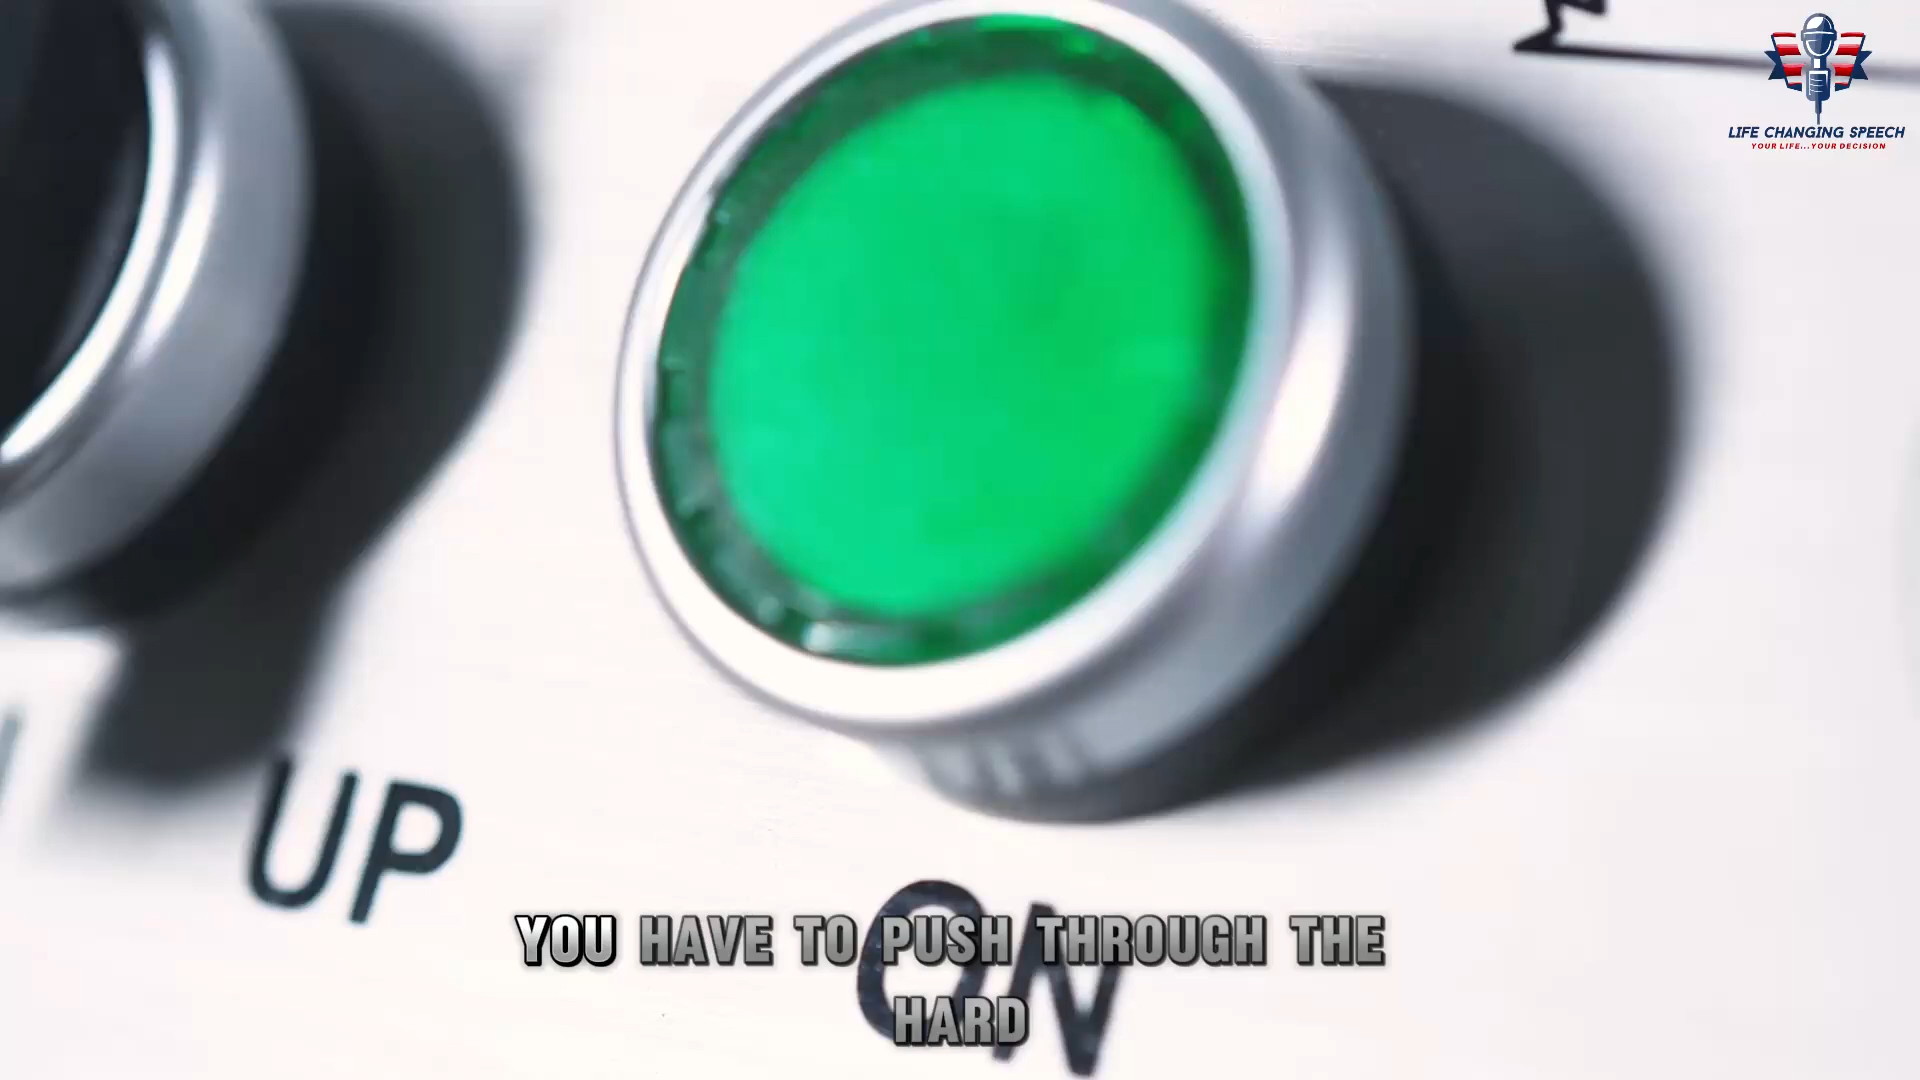 LIFE CHANGING SPEECH
YOUR LIFE...YOUR DECISION
UP
ON
YOU HAVE TO PUSH THROUGH THE
HARD